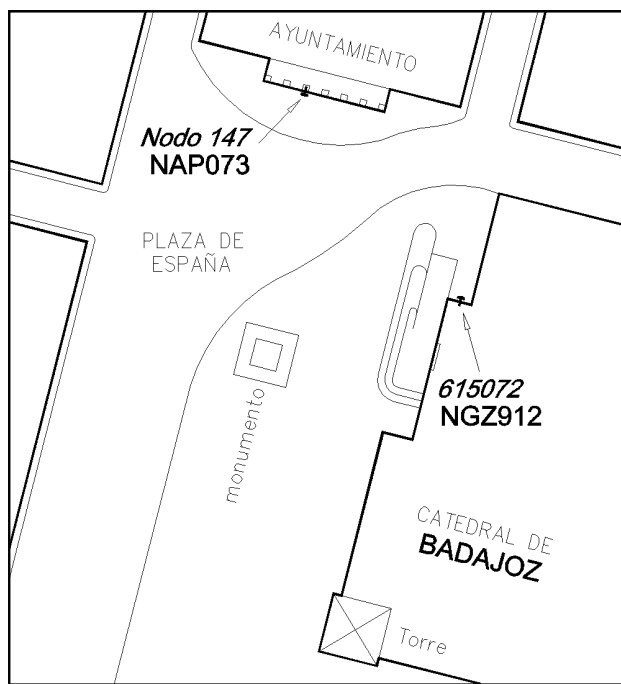 AYUNTAMIENTO
Nodo 147
NAP073
PLAZA DE
ESPAÑA
monumento
615072
NGZ912
CATEDRAL DE
BADAJOZ
Torre